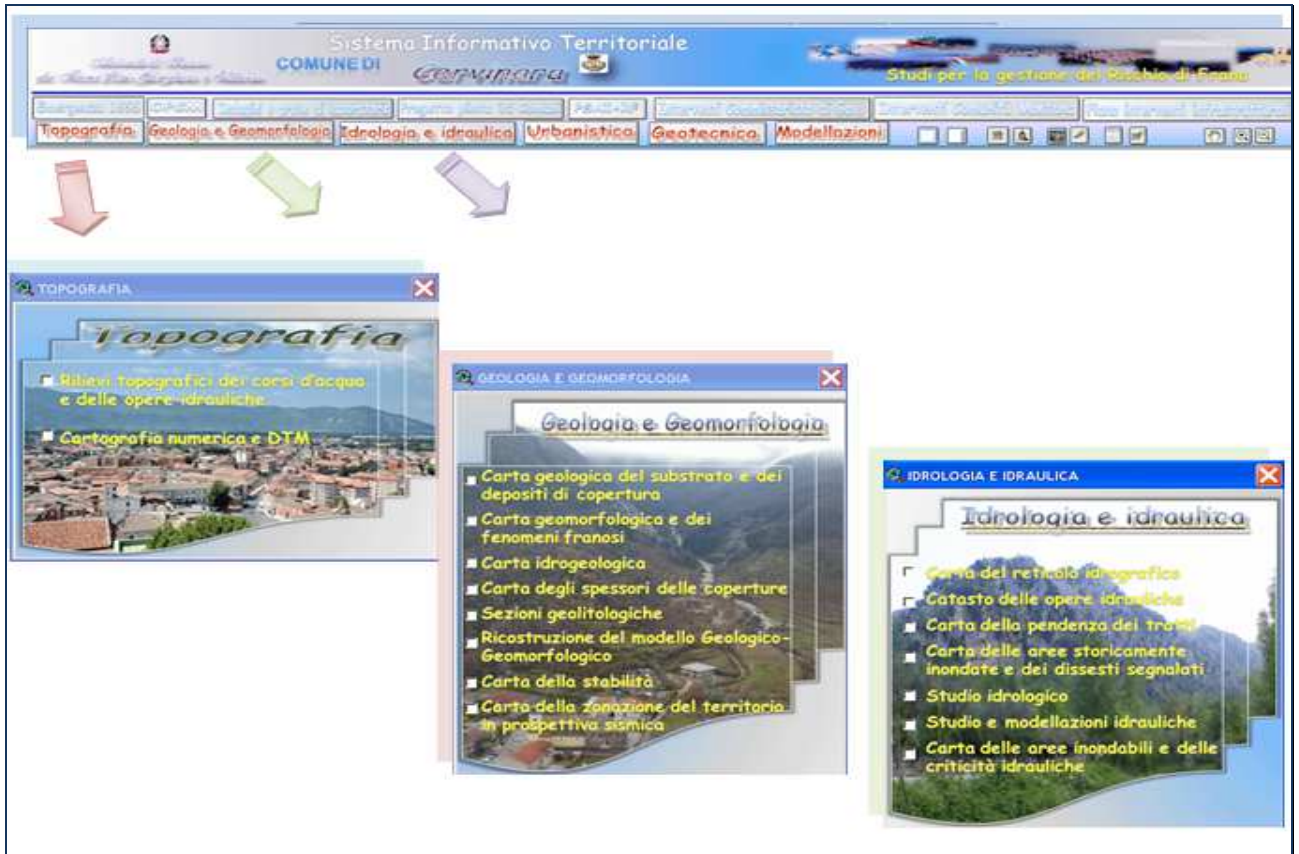 Sistema Informativo Territoriale
COMUNE DI
Studi per la gestione del Rischio di Frana
Topografia
Geologia e Geomorfologia
Idrologia e idraulica
Urbanistica
Geotecnica
Modellazioni
TOPOGRAFIA
Topografia
Rilievi topografici dei corsi d'acqua
e delle opere idrauliche
Cartografia numerica e DTM
GEOLOGIA E GEOMORFOLOGIA
Geologia e Geomorfologia
Carta geologica del substrato e dei
depositi di copertura
Carta geomorfologica e dei
fenomeni franosi
Carta idrogeologica
Carta degli spessori delle coperture
Sezioni geolitologiche
Ricostruzione del modello Geologico-
Geomorfologico
Carta della stabilità
Carta della zonazione del territorio
in prospettiva sismica
IDROLOGIA E IDRAULICA
Idrologia e idraulica
Carta del reticolo idrografico
Catasto delle opere idrauliche
Carta della pendenza dei tratti
Carta delle aree storicamente
inondate e dei dissesti segnalati
Studio idrologico
Studio e modellazioni idrauliche
Carta delle aree inondabili e delle
criticità idrauliche